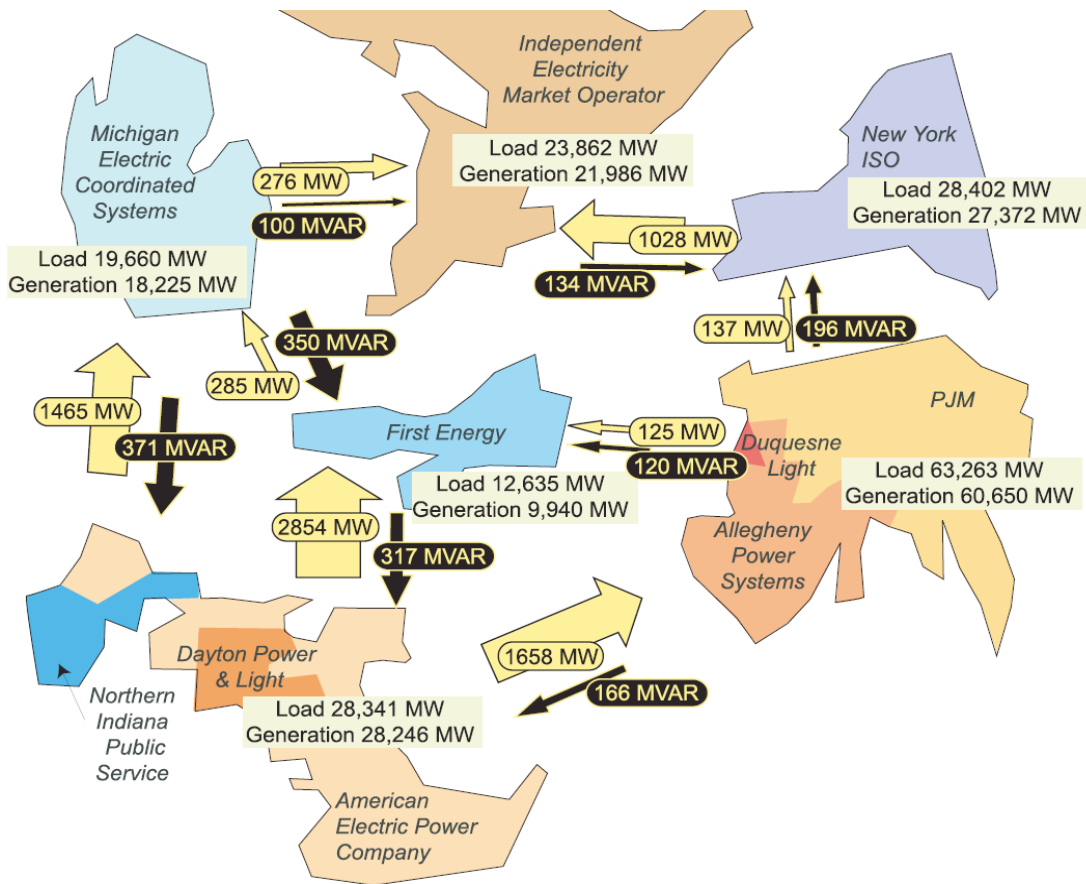 Independent
Electricity
Market Operator
Michigan
Electric
Coordinated
Systems
New York
ISO
Load 23,862 MW
Generation 21,986 MW
276 MW
100 MVAR
Load 28,402 MW
Generation 27,372 MW
1028 MW
134 MVAR
Load 19,660 MW
Generation 18,225 MW
137 MW
196 MVAR
350 MVAR
285 MW
1465 MW
371 MVAR
First Energy
125 MW
120 MVAR
PJM
Duquesne
Light
Load 63,263 MW
Generation 60,650 MW
Load 12,635 MW
Generation 9,940 MW
2854 MW
317 MVAR
Allegheny
Power
Systems
1658 MW
166 MVAR
Dayton Power
& Light
Load 28,341 MW
Generation 28,246 MW
Northern
Indiana
Public
Service
American
Electric Power
Company